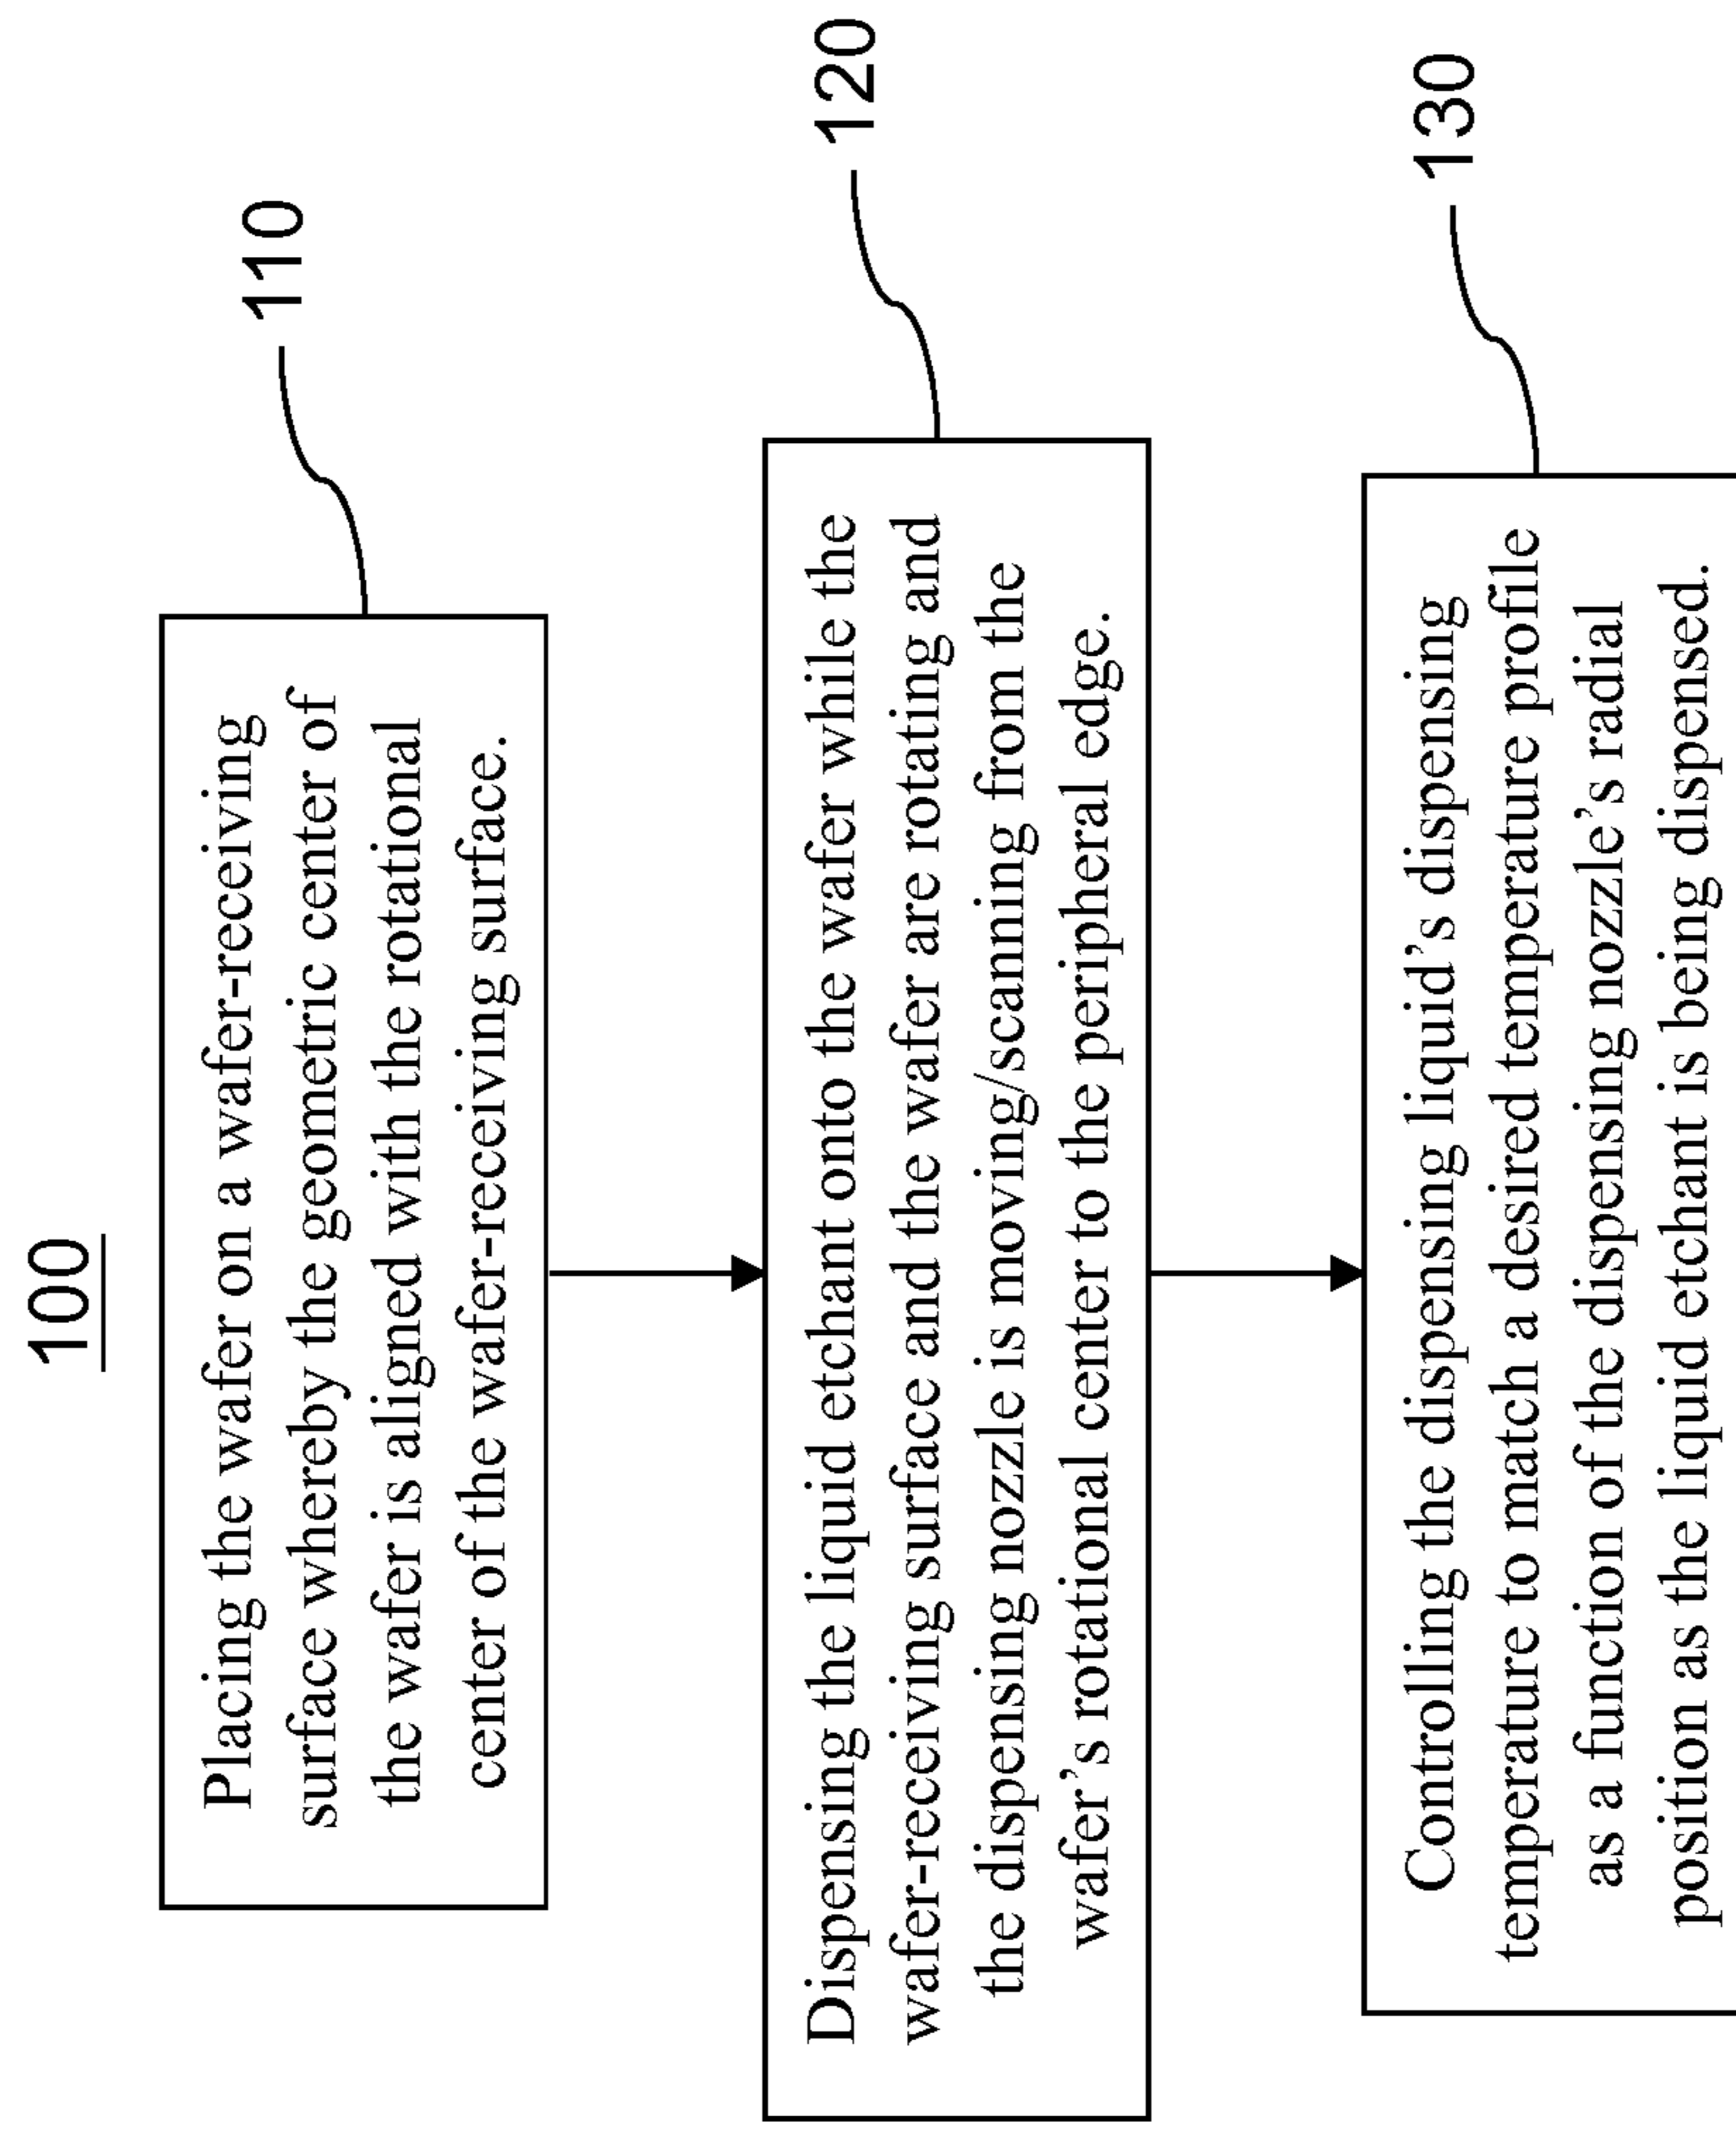 100
110
Placing the wafer on a wafer-receiving
surface whereby the geometric center of
the wafer is aligned with the rotational
center of the wafer-receiving surface.
120
Dispensing the liquid etchant onto the wafer while the
wafer-receiving surface and the wafer are rotating and
the dispensing nozzle is moving/scanning from the
wafer's rotational center to the peripheral edge.
130
Controlling the dispensing liquid's dispensing
temperature to match a desired temperature profile
as a function of the dispensing nozzle's radial
position as the liquid etchant is being dispensed.